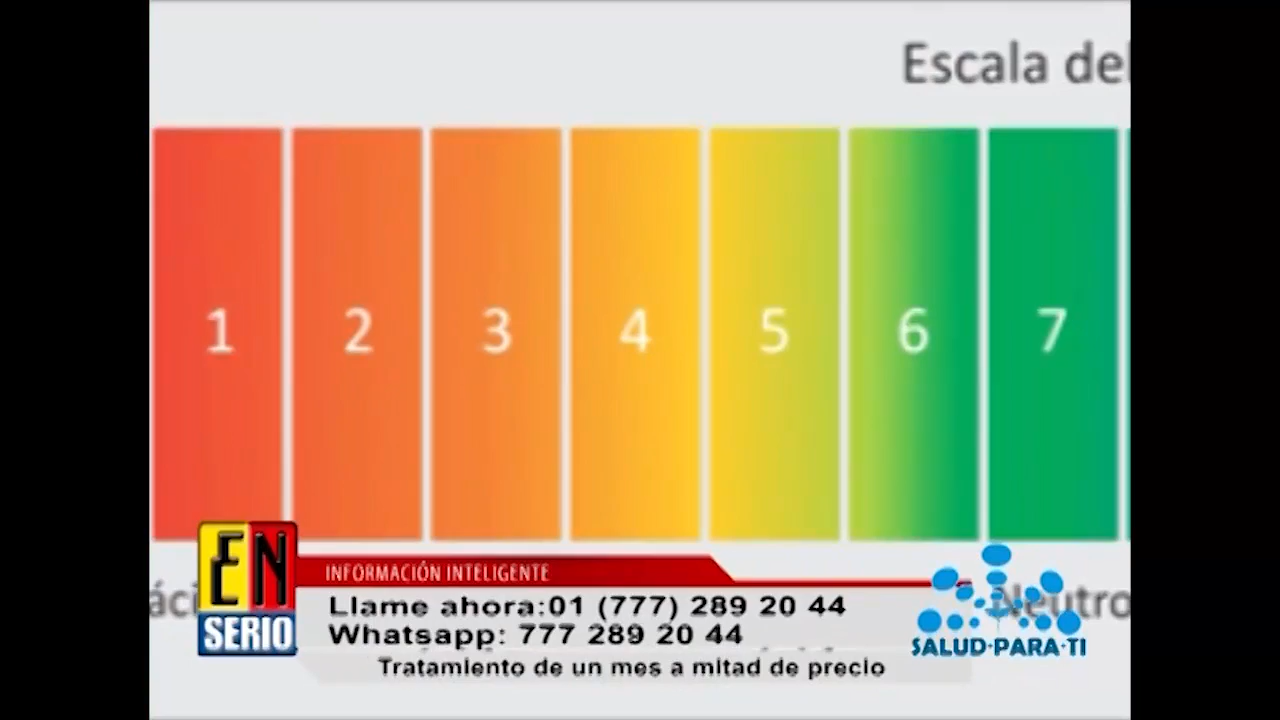 Escala del
1 2 3 4 5 6 7
Neutro
EN
SERIO
INFORMACIÓN INTELIGENTE
Llame ahora:01 (777) 289 20 44
Whatsapp: 777 289 20 44
Tratamiento de un mes a mitad de precio
SALUD·PARA·TI